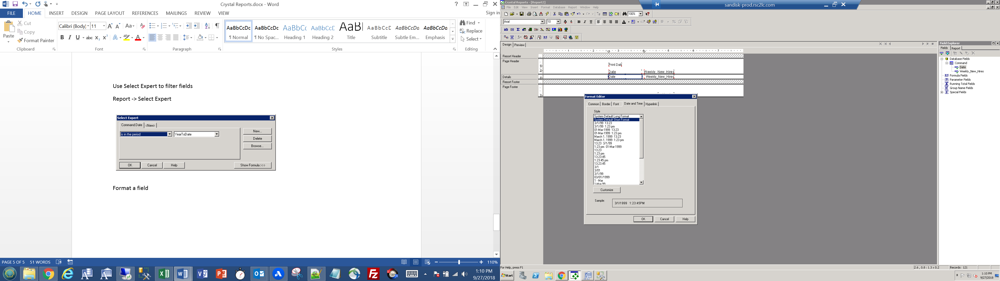 Crystal Reports.docx - Word
FILE HOME INSERT DESIGN PAGE LAYOUT REFERENCES MAILINGS REVIEW VIEW Sign in
Paste
Cut
Copy
Format Painter
Clipboard
Calibri (Body) 11
Font
Paragraph
AaBbCcDc AaBbCcDc AaBbCc AaBbCcE AaB AaBbCcD AaBbCcDa AaBbCcDa
¶ Normal ¶ No Spac... Heading 1 Heading 2 Title Subtitle Subtle Em... Emphasis
Styles
Find
Replace
Select
Editing
Use Select Expert to filter fields
Report -> Select Expert
Select Expert
Command.Date <New>
is in the period YearToDate
New...
Delete
Browse...
OK Cancel Help Show Formula >>>
Format a field
PAGE 5 OF 5 51 WORDS 110%
1:10 PM
9/27/2018
Crystal Reports - [Report2]
sandisk-prod.rsc2lc.com
File Edit View Insert Format Database Report Window Help
100%
Arial 10
Design Preview
1 2 3 5 6 7
Report Header
Page Header
Print Dat
Date Weekly_New_Hires
Details
Date Weekly_New_Hires
Report Footer
Page Footer
Format Editor
Common Border Font Date and Time Hyperlink
Style
System Default Long Format
System Default Short Format
3/1/99 13:23
3/1/99 1:23 pm
01-Mar-1999 13:23
01-Mar-1999 1:23 pm
March 1, 1999 13:23
March 1, 1999 1:23 pm
13:23 3/1/99
1:23 pm 01-Mar-1999
13:23
1:23 pm
13:23:45
1:23:45 pm
13.23.45
3/1
3/01
3/1/99
03/01/1999
1 - Mar
1-Mar-99
Customize
Sample: 3/1/1999 1:23:45PM
OK Cancel Help
Field Explorer
Fields Report
Database Fields
Command
Date
Weekly_New_Hires
Formula Fields
Parameter Fields
Running Total Fields
Group Name Fields
Special Fields
For Help, press F1
2.6 , 0.8 : 1.3 x 0.2 Records: 121
Start
1:10 PM
9/27/2018